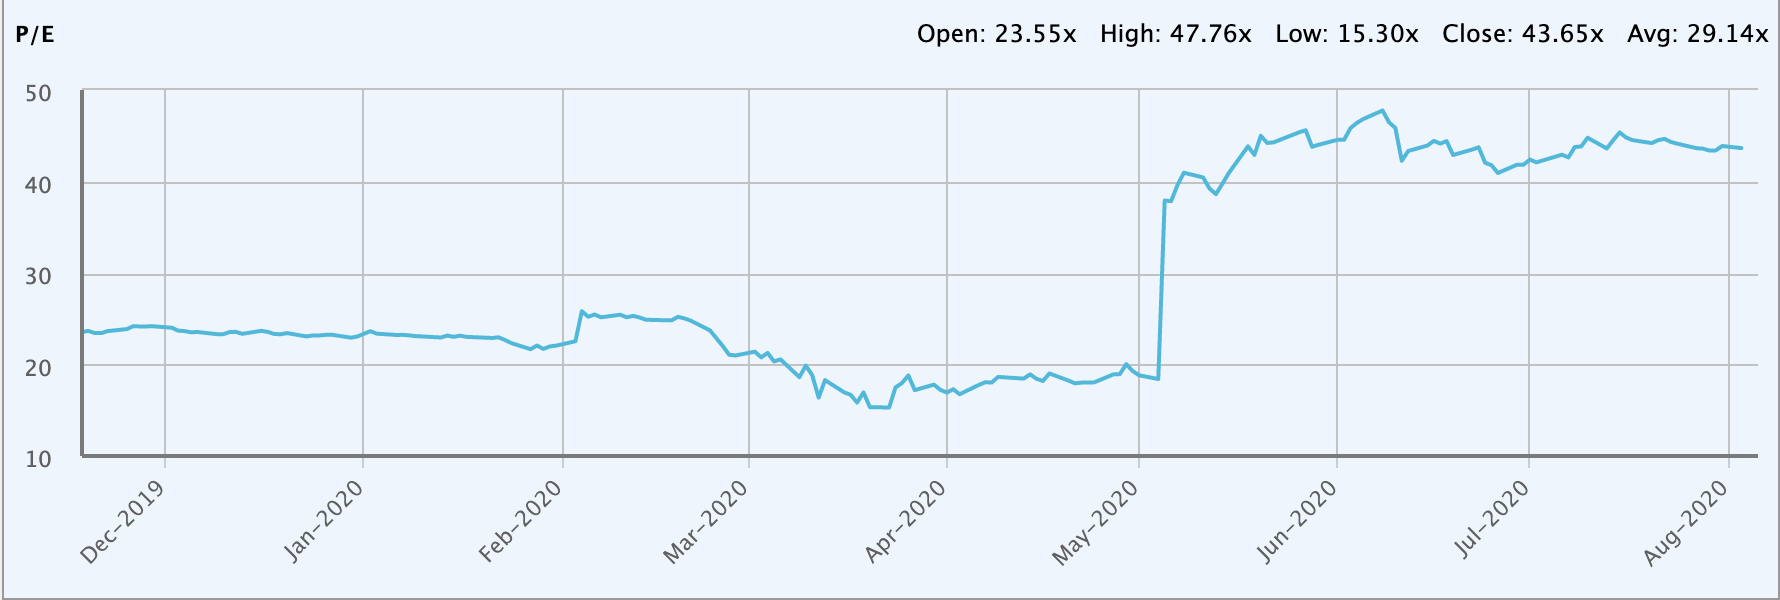 P/E Open: 23.55x High: 47.76x Low: 15.30x Close: 43.65x Avg: 29.14x
50
40
30
20
10
Dec-2019 Jan-2020 Feb-2020 Mar-2020 Apr-2020 May-2020 Jun-2020 Jul-2020 Aug-2020